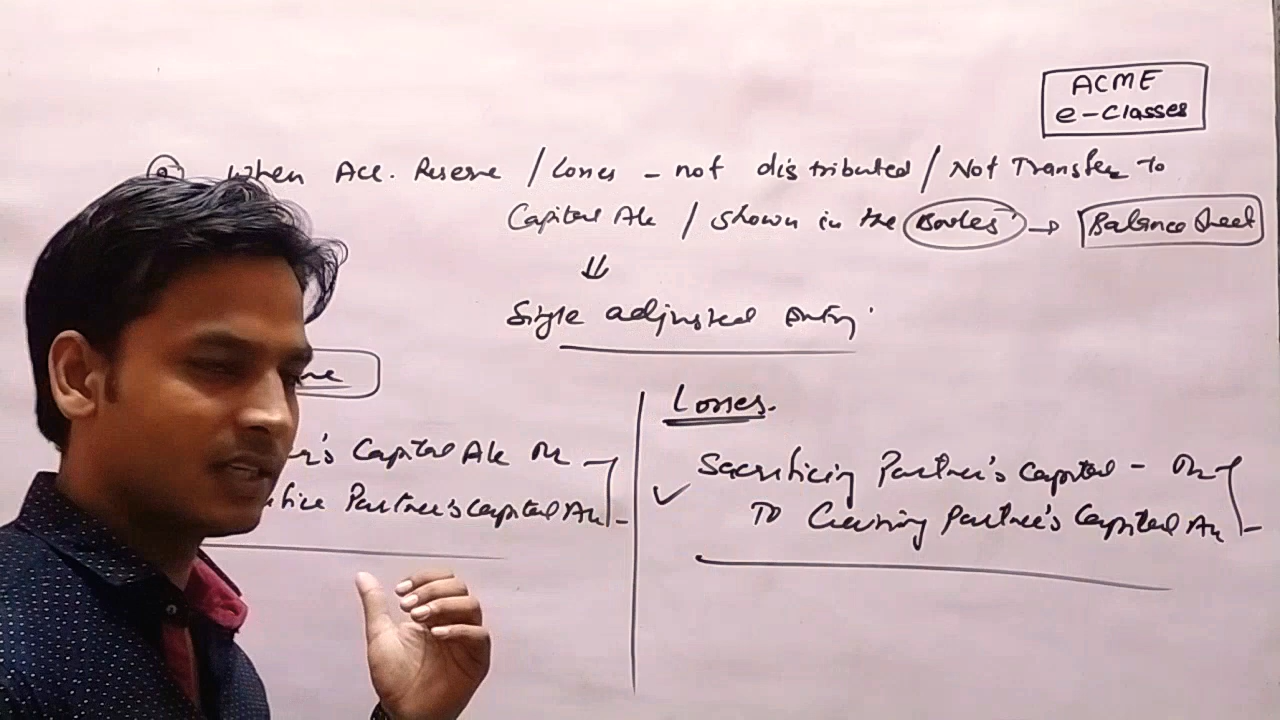 ACME
e-Classes
When Acc. Reserve / Losses - not distributed / Not Transfer To
Capital A/c / shown in the Books → Balance Sheet
Single adjusted entry.
Losses.
's Capital A/c Dr
fice Partner's Capital A/c
Sacrificing Partner's Capital - Dr
To Gaining Partner's Capital A/c